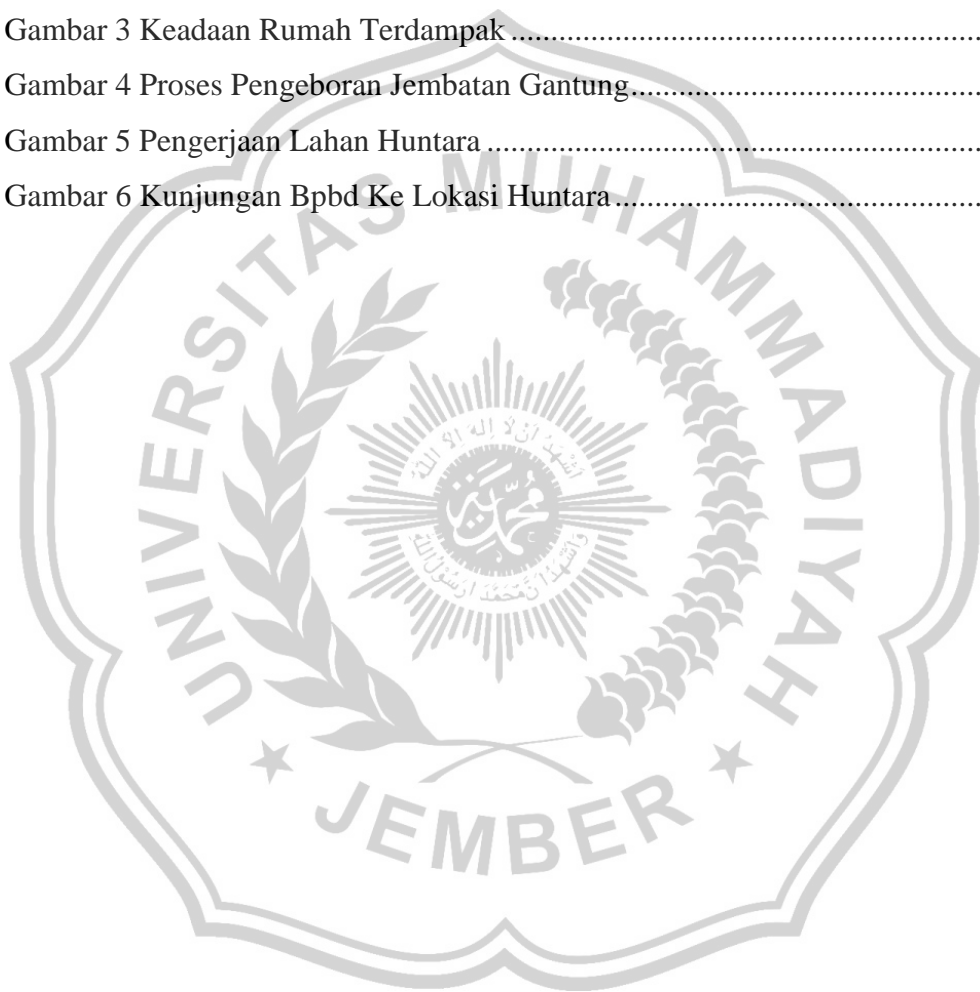 Gambar 3 Keadaan Rumah Terdampak ............................................................
Gambar 4 Proses Pengeboran Jembatan Gantung............................................
Gambar 5 Pengerjaan Lahan Huntara ...............................................................
Gambar 6 Kunjungan Bpbd Ke Lokasi Huntara...............................................
UNIVERSITAS MUHAMMADIYAH
JEMBER